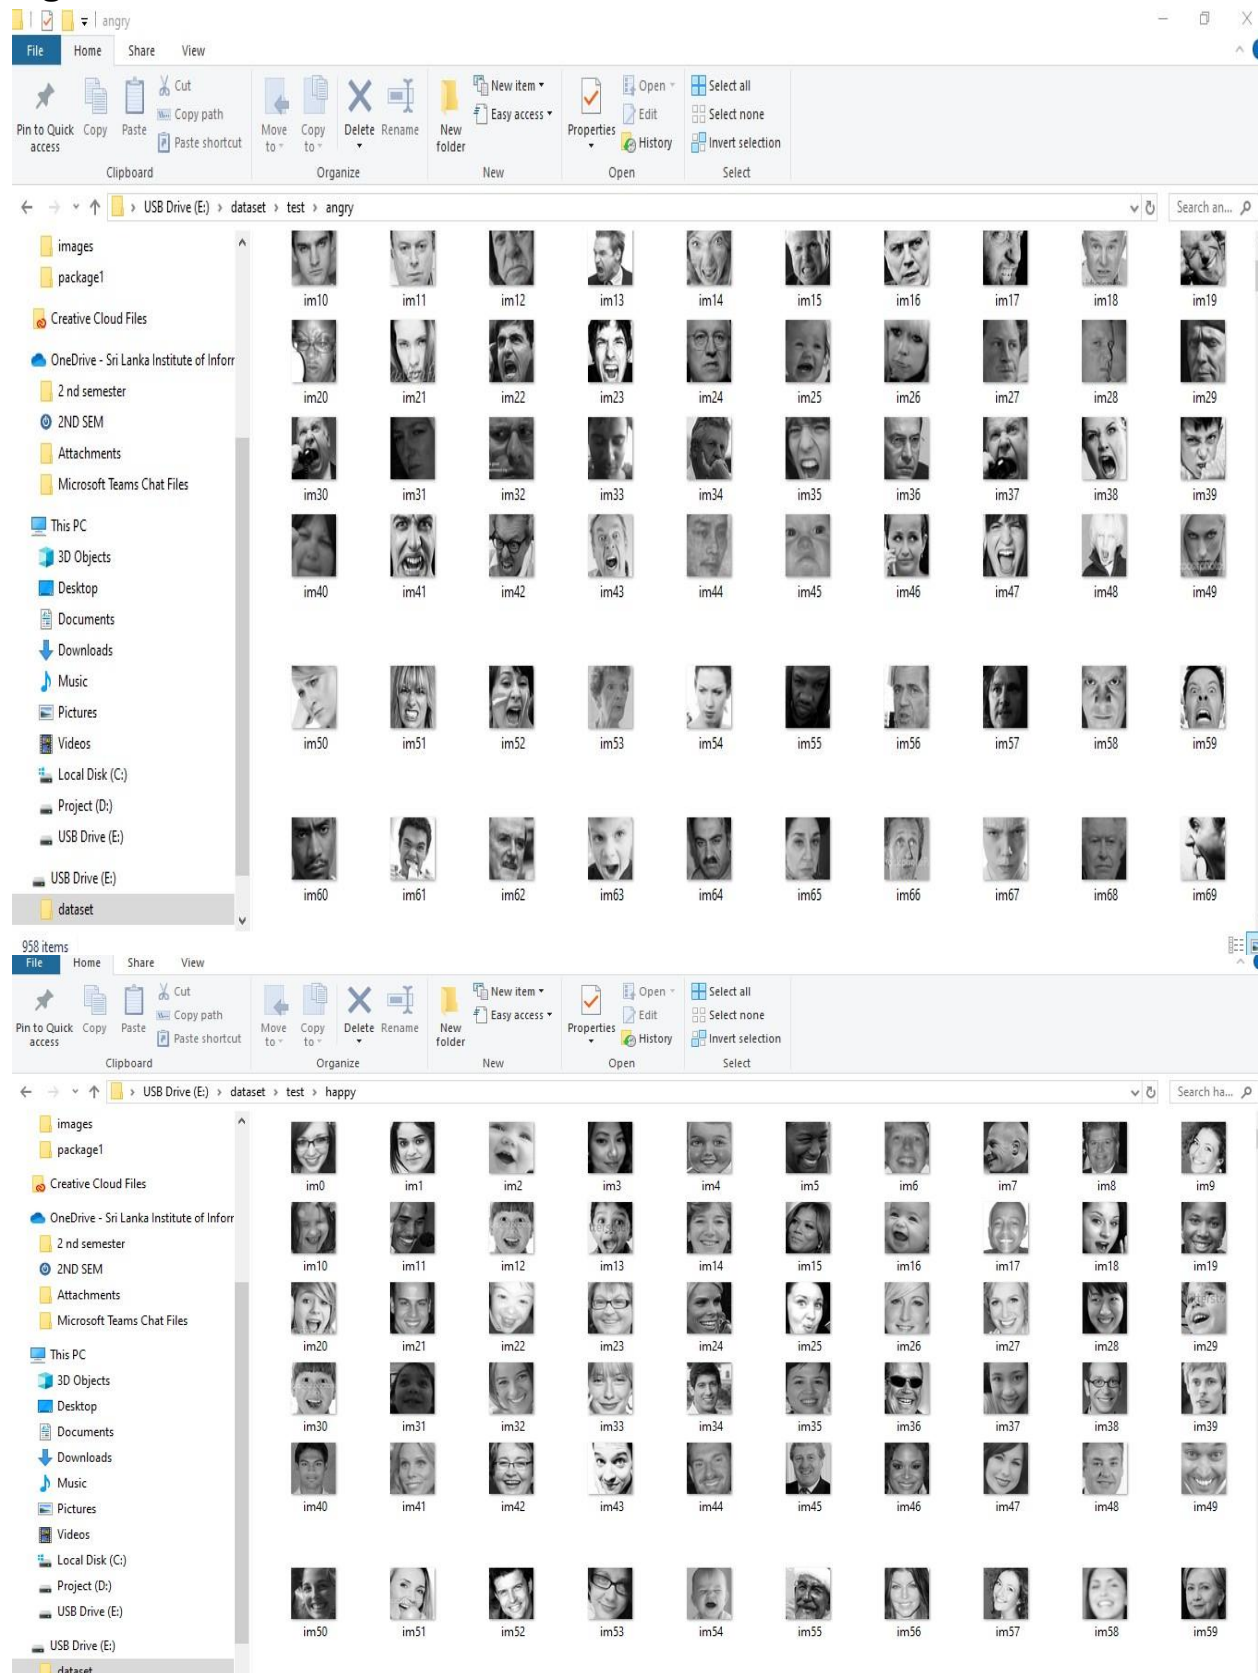 angry
File Home Share View
Pin to Quick access
Copy
Paste
Cut
Copy path
Paste shortcut
Clipboard
Move to
Copy to
Delete
Rename
Organize
New folder
New item
Easy access
New
Properties
Open
Edit
History
Open
Select all
Select none
Invert selection
Select
USB Drive (E:) › dataset › test › angry
Search an...
images
package1
Creative Cloud Files
OneDrive - Sri Lanka Institute of Inforr
2 nd semester
2ND SEM
Attachments
Microsoft Teams Chat Files
This PC
3D Objects
Desktop
Documents
Downloads
Music
Pictures
Videos
Local Disk (C:)
Project (D:)
USB Drive (E:)
USB Drive (E:)
dataset
im10 im11 im12 im13 im14 im15 im16 im17 im18 im19
im20 im21 im22 im23 im24 im25 im26 im27 im28 im29
im30 im31 im32 im33 im34 im35 im36 im37 im38 im39
im40 im41 im42 im43 im44 im45 im46 im47 im48 im49
im50 im51 im52 im53 im54 im55 im56 im57 im58 im59
im60 im61 im62 im63 im64 im65 im66 im67 im68 im69
958 items
File Home Share View
Pin to Quick access
Copy
Paste
Cut
Copy path
Paste shortcut
Clipboard
Move to
Copy to
Delete
Rename
Organize
New folder
New item
Easy access
New
Properties
Open
Edit
History
Open
Select all
Select none
Invert selection
Select
USB Drive (E:) › dataset › test › happy
Search ha...
images
package1
Creative Cloud Files
OneDrive - Sri Lanka Institute of Inforr
2 nd semester
2ND SEM
Attachments
Microsoft Teams Chat Files
This PC
3D Objects
Desktop
Documents
Downloads
Music
Pictures
Videos
Local Disk (C:)
Project (D:)
USB Drive (E:)
USB Drive (E:)
dataset
im0 im1 im2 im3 im4 im5 im6 im7 im8 im9
im10 im11 im12 im13 im14 im15 im16 im17 im18 im19
im20 im21 im22 im23 im24 im25 im26 im27 im28 im29
im30 im31 im32 im33 im34 im35 im36 im37 im38 im39
im40 im41 im42 im43 im44 im45 im46 im47 im48 im49
im50 im51 im52 im53 im54 im55 im56 im57 im58 im59